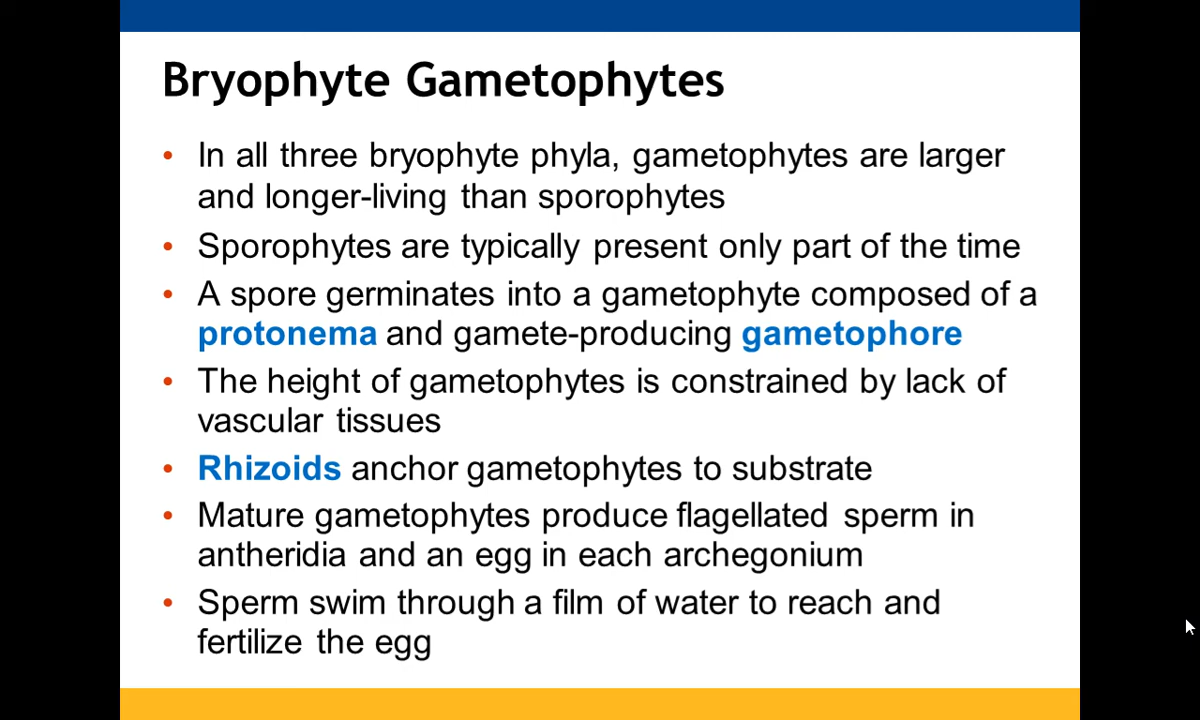 Bryophyte Gametophytes
• In all three bryophyte phyla, gametophytes are larger
and longer-living than sporophytes
• Sporophytes are typically present only part of the time
• A spore germinates into a gametophyte composed of a
protonema and gamete-producing gametophore
• The height of gametophytes is constrained by lack of
vascular tissues
• Rhizoids anchor gametophytes to substrate
• Mature gametophytes produce flagellated sperm in
antheridia and an egg in each archegonium
• Sperm swim through a film of water to reach and
fertilize the egg